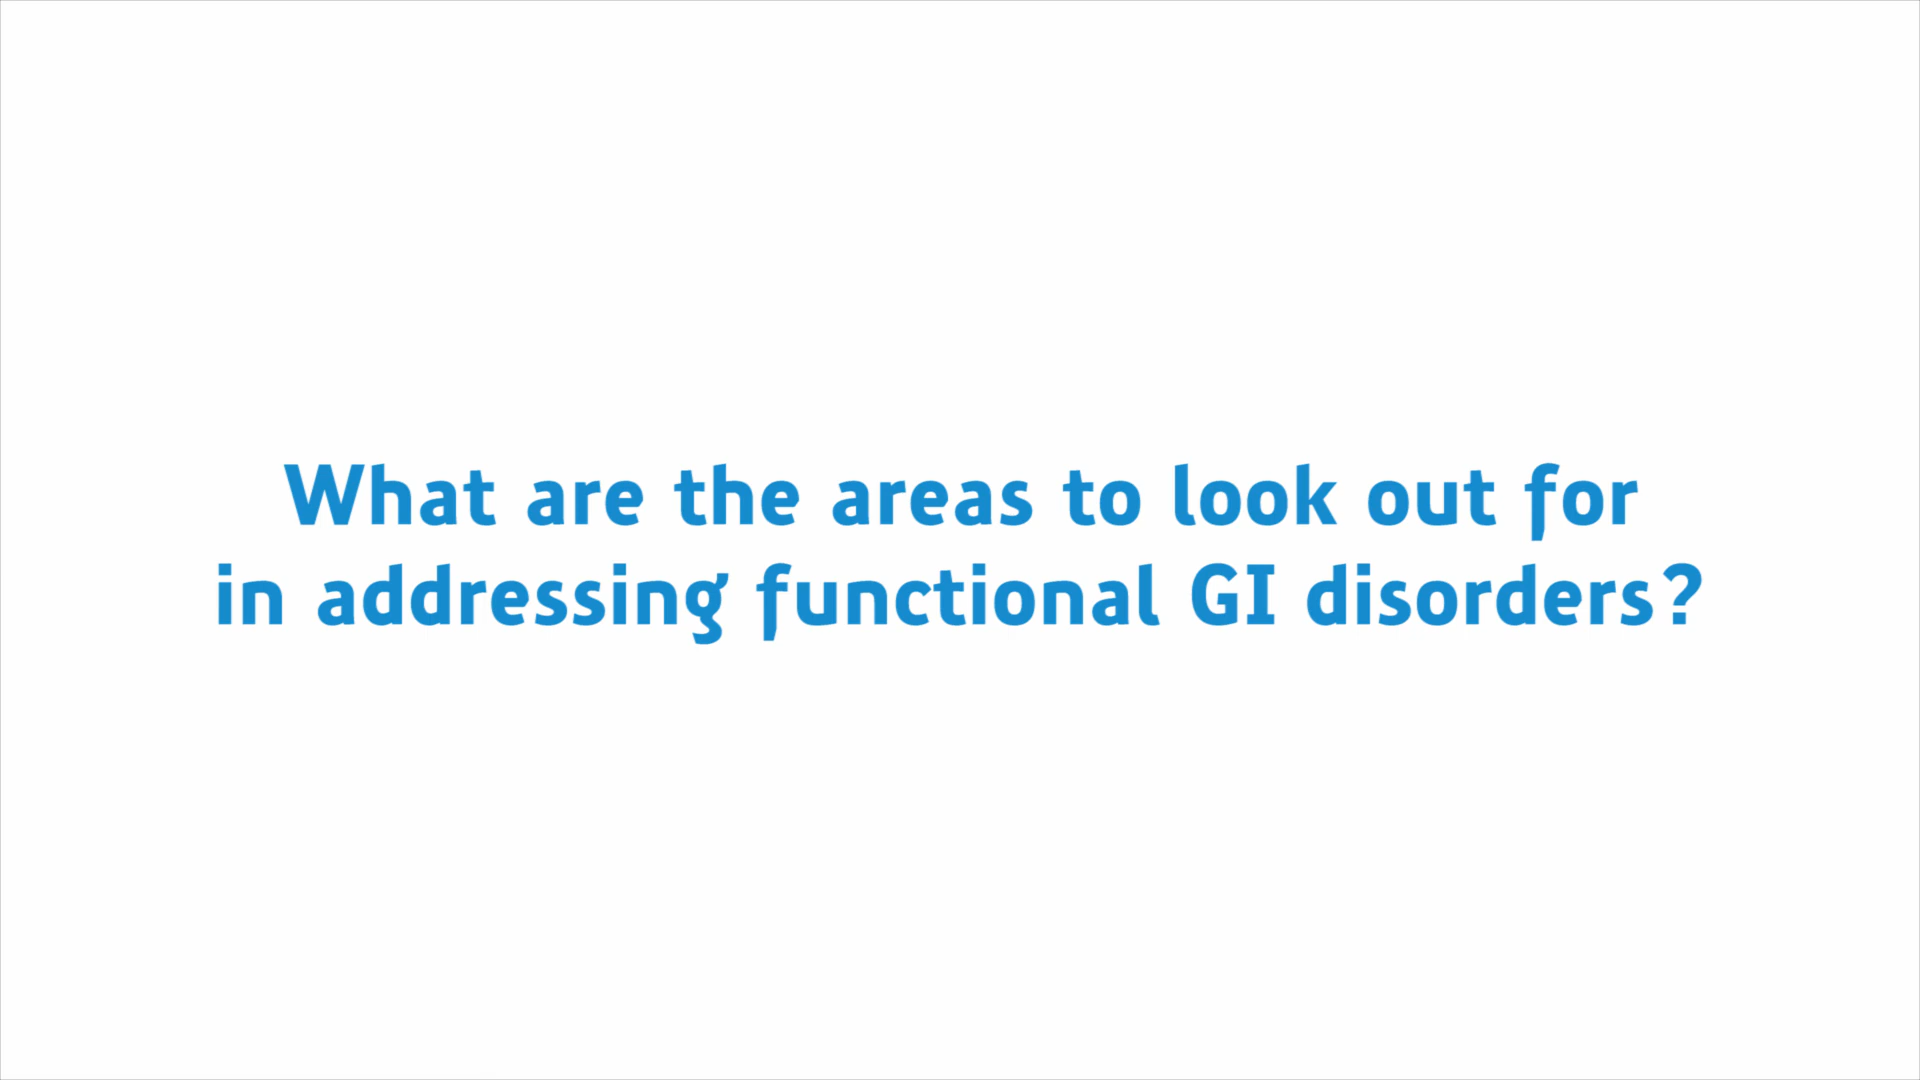 What are the areas to look out for
in addressing functional GI disorders?